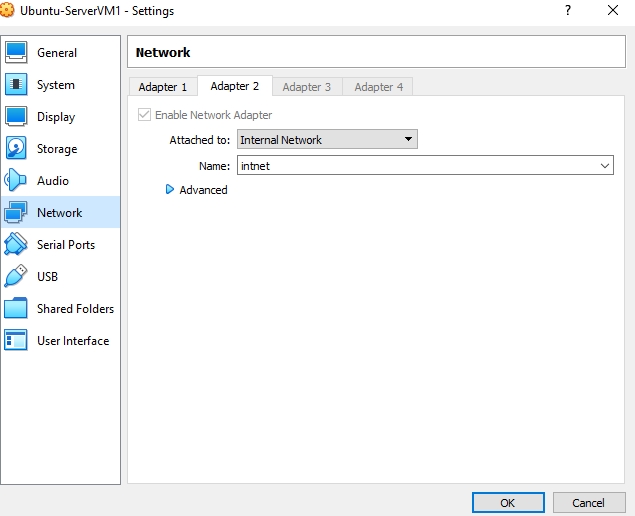 Ubuntu-ServerVM1 - Settings
?
General
System
Display
Storage
Audio
Network
Serial Ports
USB
Shared Folders
User Interface
Network
Adapter 1 Adapter 2 Adapter 3 Adapter 4
Enable Network Adapter
Attached to: Internal Network
Name: intnet
Advanced
OK Cancel